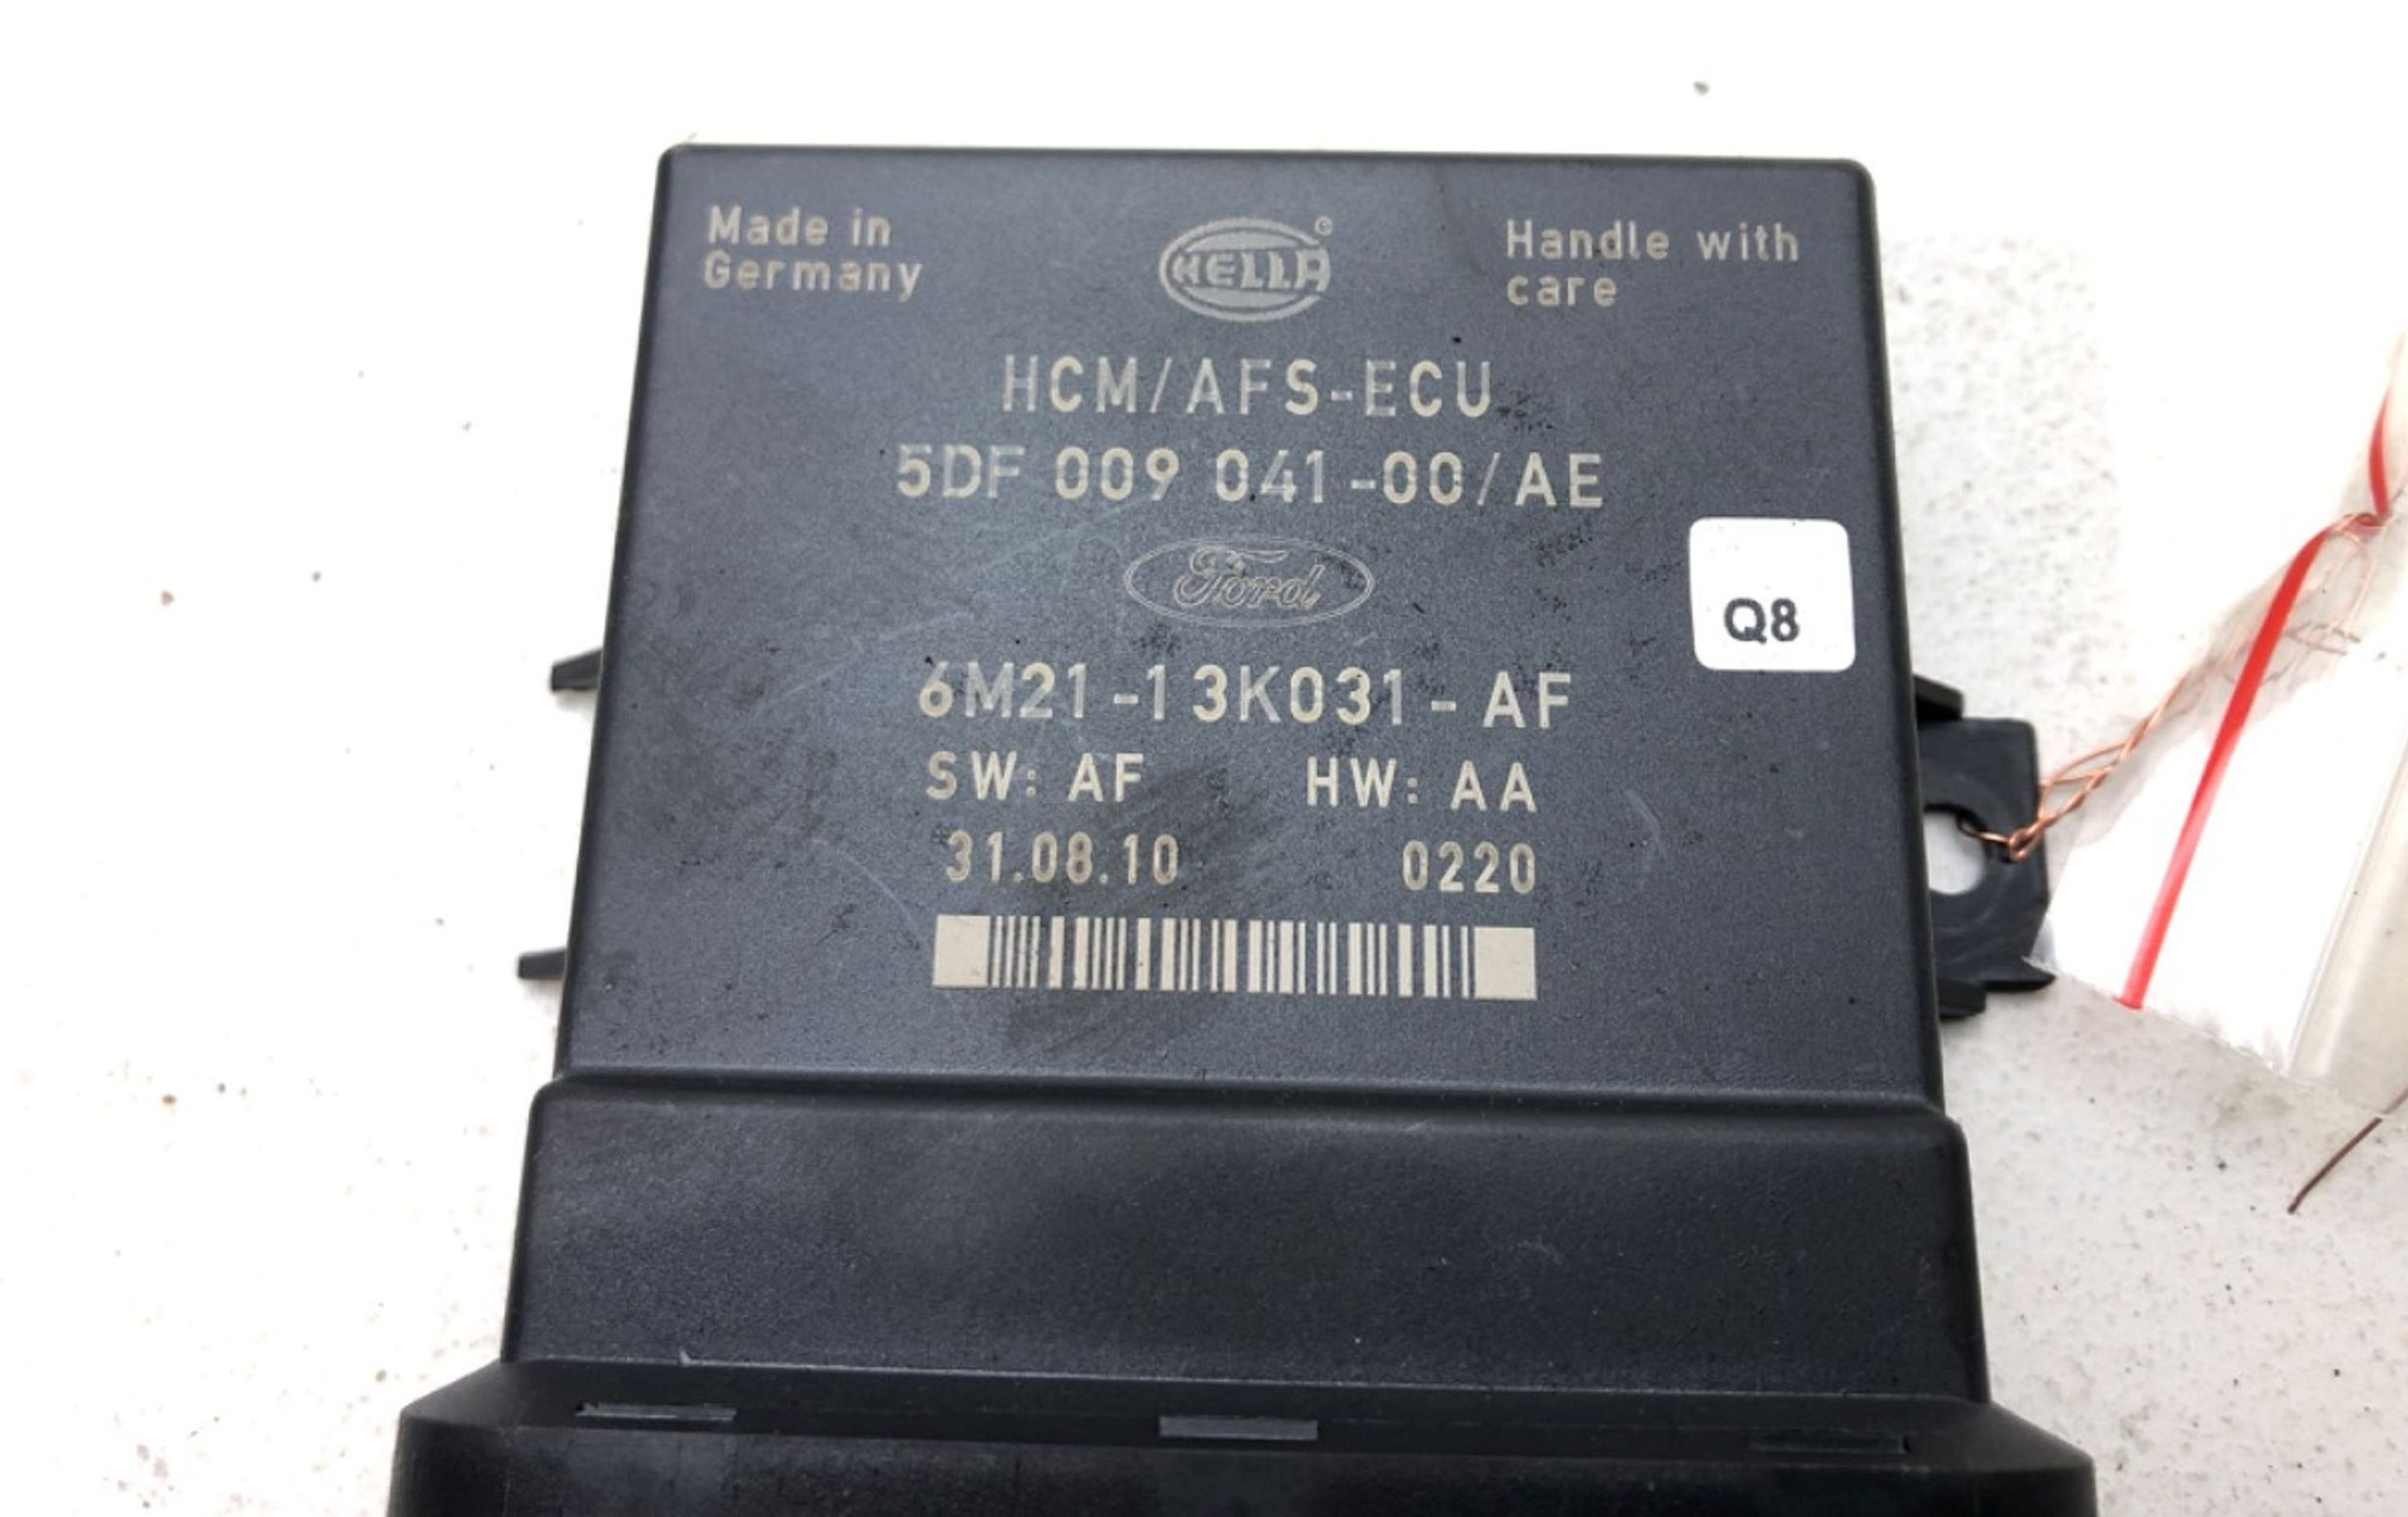 Made in
Germany
HELLA
Handle with
care
HCM/AFS-ECU
5DF 009 041-00/AE
Ford
Q8
6M21-13K031-AF
SW: AF HW: AA
31.08.10 0220